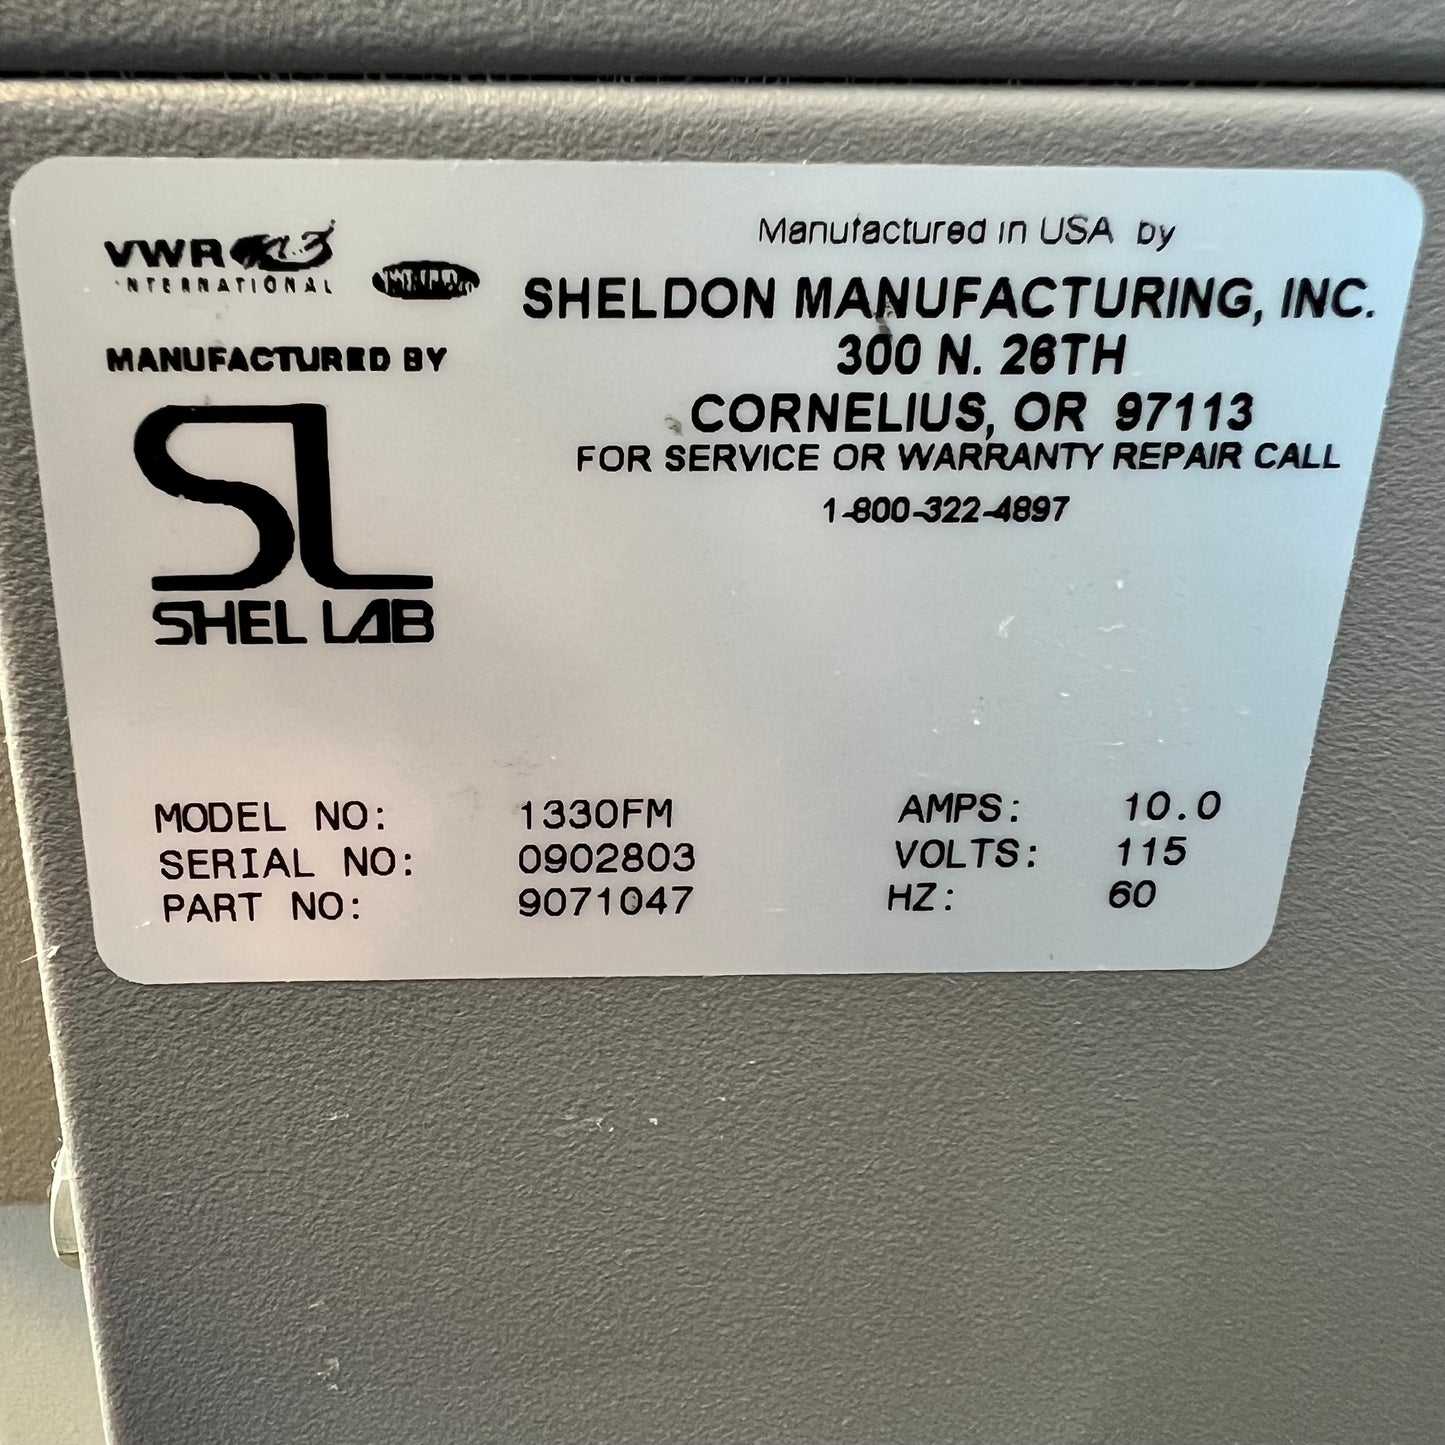 VWR
INTERNATIONAL
MANUFACTURED BY
SL
SHEL LAB
Manufactured in USA by
SHELDON MANUFACTURING, INC.
300 N. 26TH
CORNELIUS, OR 97113
FOR SERVICE OR WARRANTY REPAIR CALL
1-800-322-4897
MODEL NO: 1330FM
SERIAL NO: 0902803
PART NO: 9071047
AMPS: 10.0
VOLTS: 115
HZ: 60